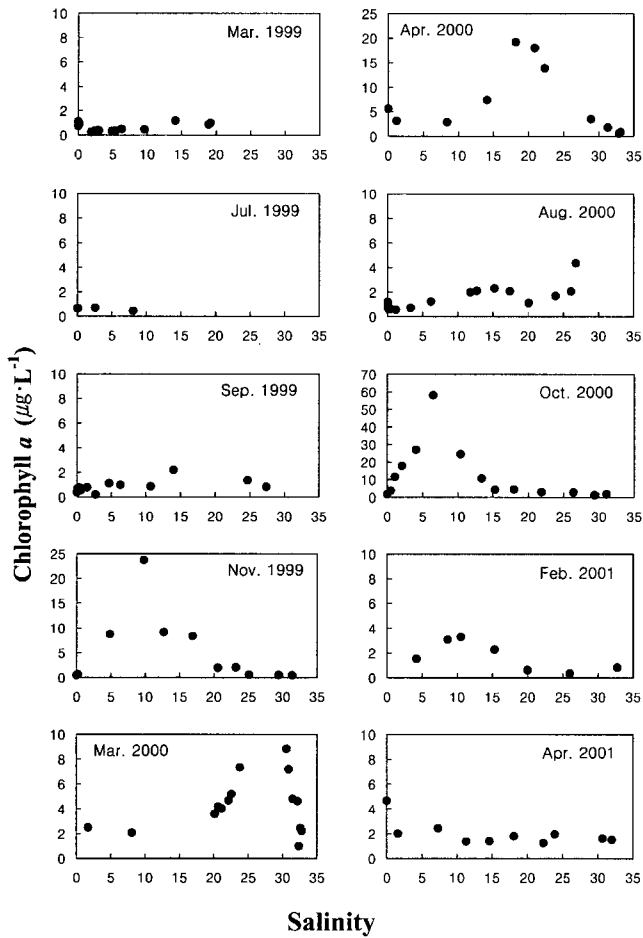 Mar. 1999
10
8
6
4
2
0
0 5 10 15 20 25 30 35
Apr. 2000
25
20
15
10
5
0
0 5 10 15 20 25 30 35
Jul. 1999
10
8
6
4
2
0
0 5 10 15 20 25 30 35
Aug. 2000
10
8
6
4
2
0
0 5 10 15 20 25 30 35
Chlorophyll a (μg·L⁻¹)
Sep. 1999
10
8
6
4
2
0
0 5 10 15 20 25 30 35
Oct. 2000
70
60
50
40
30
20
10
0
0 5 10 15 20 25 30 35
Nov. 1999
25
20
15
10
5
0
0 5 10 15 20 25 30 35
Feb. 2001
10
8
6
4
2
0
0 5 10 15 20 25 30 35
Mar. 2000
10
8
6
4
2
0
0 5 10 15 20 25 30 35
Apr. 2001
10
8
6
4
2
0
0 5 10 15 20 25 30 35
Salinity